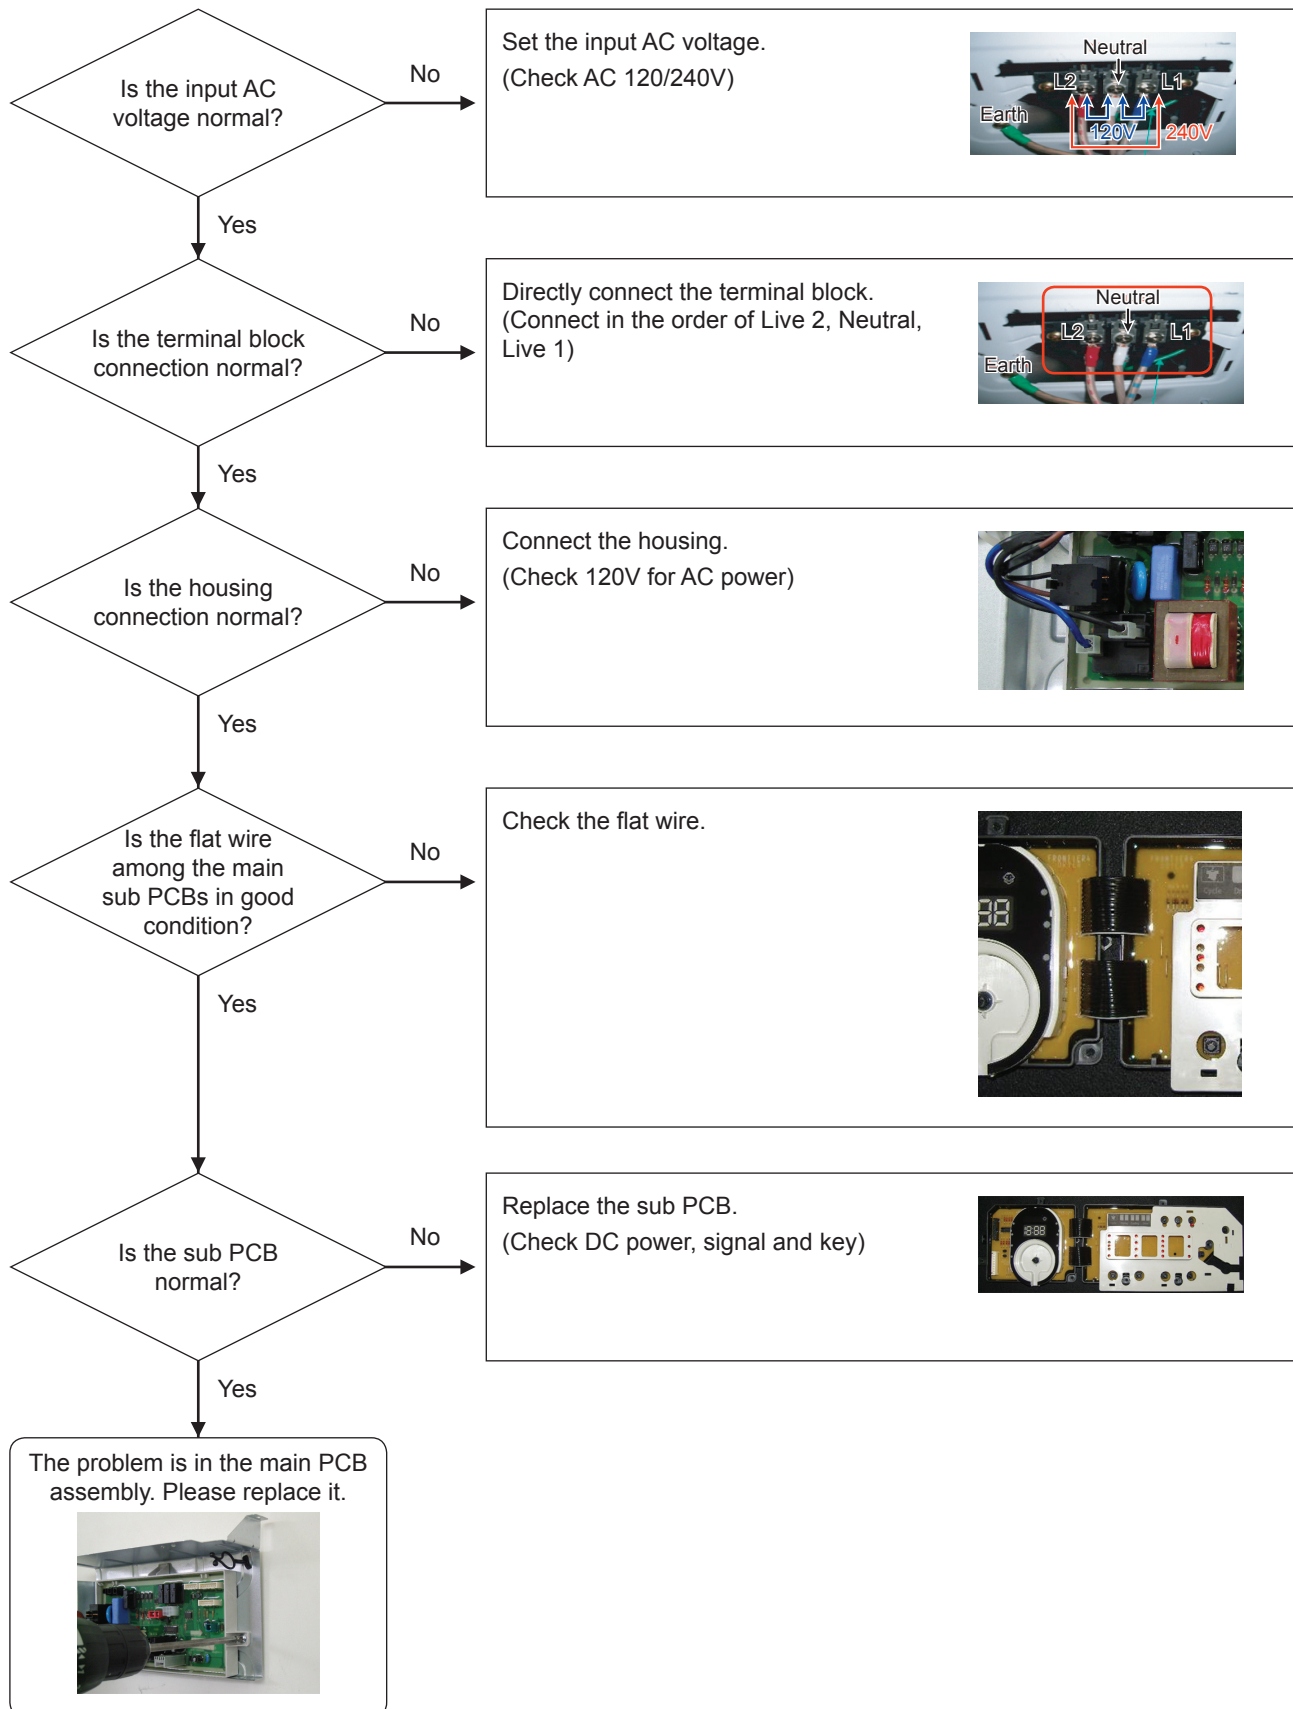 Is the input AC
voltage normal?
No
Set the input AC voltage.
(Check AC 120/240V)
Neutral
L2
L1
Earth
120V
240V
Yes
Is the terminal block
connection normal?
No
Directly connect the terminal block.
(Connect in the order of Live 2, Neutral,
Live 1)
Neutral
L2
L1
Earth
Yes
Is the housing
connection normal?
No
Connect the housing.
(Check 120V for AC power)
Yes
Is the flat wire
among the main
sub PCBs in good
condition?
No
Check the flat wire.
88
Cycle
Yes
Is the sub PCB
normal?
No
Replace the sub PCB.
(Check DC power, signal and key)
Yes
The problem is in the main PCB
assembly. Please replace it.